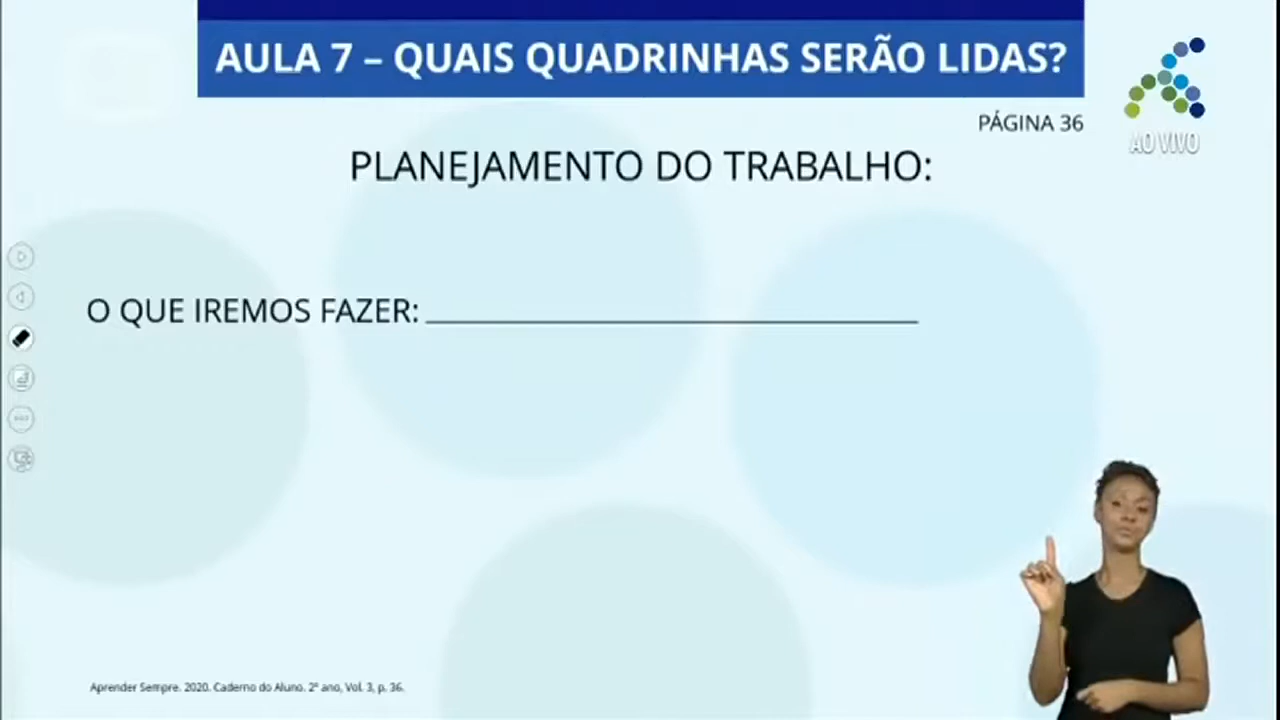 AULA 7 – QUAIS QUADRINHAS SERÃO LIDAS?
PÁGINA 36
AO VIVO
PLANEJAMENTO DO TRABALHO:
O QUE IREMOS FAZER:
Aprender Sempre. 2020. Caderno do Aluno. 2º ano, Vol. 3, p. 36.